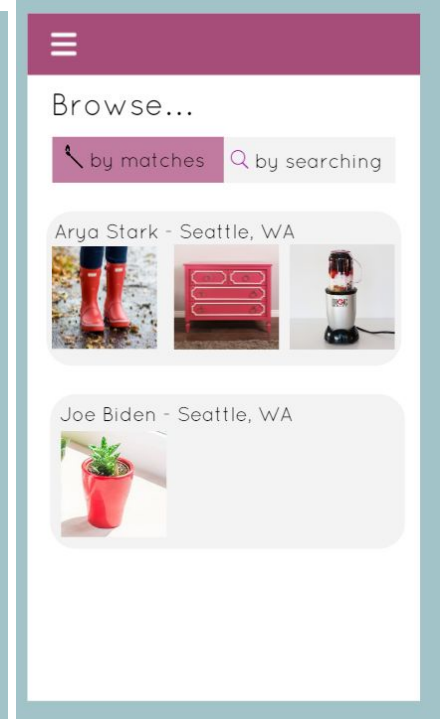 Browse...
by matches
by searching
Arya Stark - Seattle, WA
Joe Biden - Seattle, WA